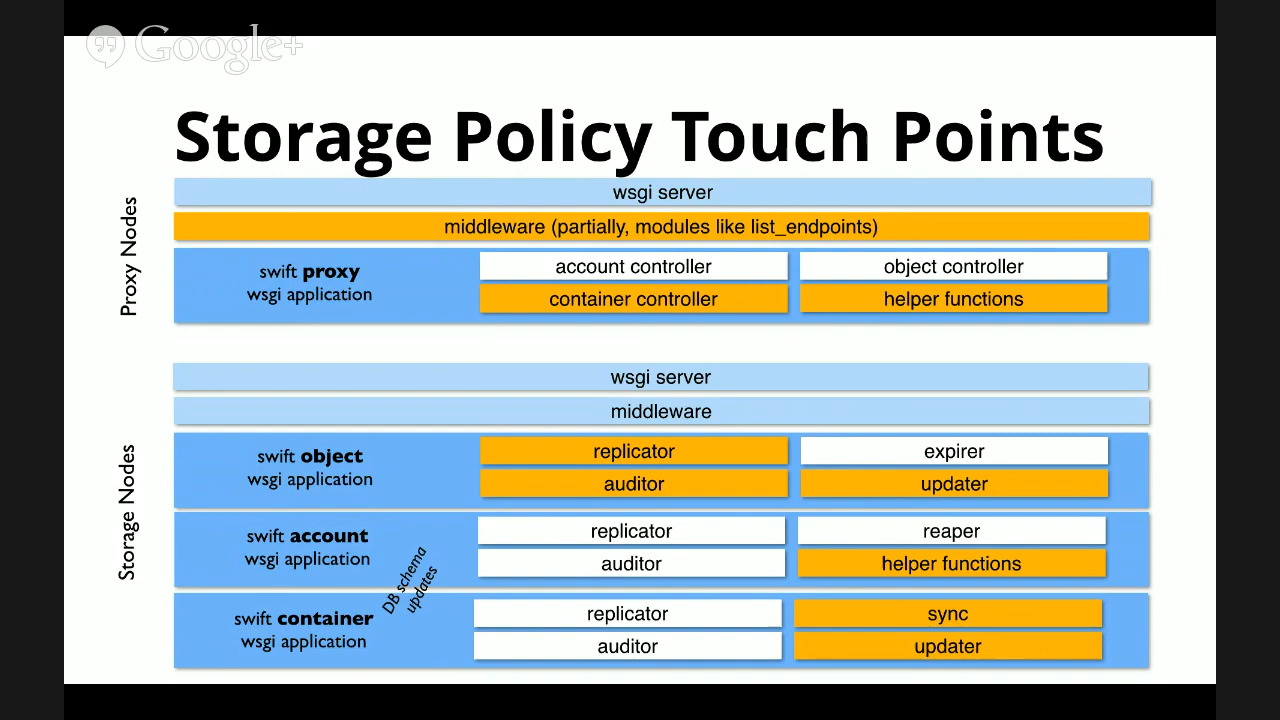 Google+
Storage Policy Touch Points
Proxy Nodes
wsgi server
middleware (partially, modules like list_endpoints)
swift proxy
wsgi application
account controller
object controller
container controller
helper functions
Storage Nodes
wsgi server
middleware
swift object
wsgi application
replicator
expirer
auditor
updater
swift account
wsgi application
replicator
reaper
auditor
helper functions
DB schema
updates
swift container
wsgi application
replicator
sync
auditor
updater